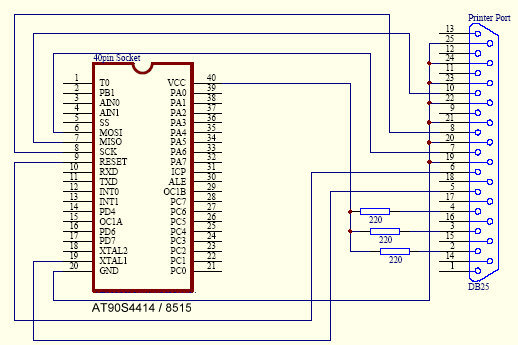 Printer Port
40pin Socket
1 T0 VCC 40
2 PB1 PA0 39
3 AIN0 PA1 38
4 AIN1 PA2 37
5 SS PA3 36
6 MOSI PA4 35
7 MISO PA5 34
8 SCK PA6 33
9 RESET PA7 32
10 RXD ICP 31
11 TXD ALE 30
12 INT0 OC1B 29
13 INT1 PC7 28
14 PD4 PC6 27
15 OC1A PC5 26
16 PD6 PC4 25
17 PD7 PC3 24
18 XTAL2 PC2 23
19 XTAL1 PC1 22
20 GND PC0 21
AT90S4414 / 8515
13
25
12
24
11
23
10
22
9
21
8
20
7
19
6
18
5
17
4
16
3
15
2
14
1
220
220
220
DB25